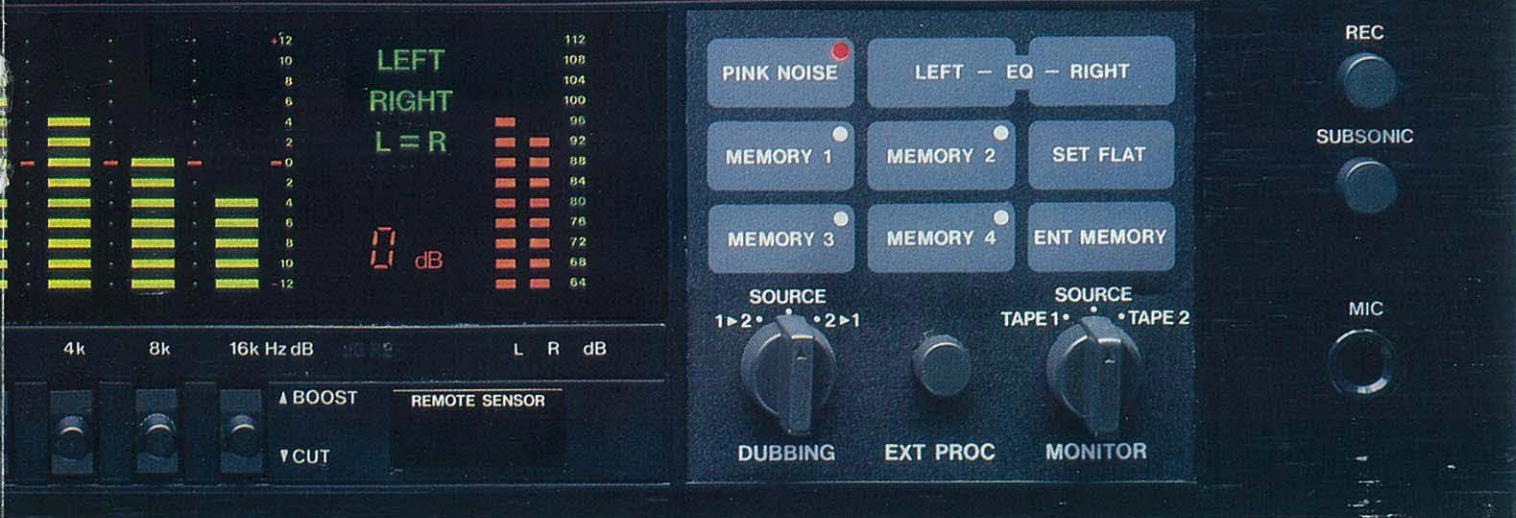 +12
10
8
6
4
2
0
2
4
6
8
10
-12
LEFT
RIGHT
L = R
0 dB
112
108
104
100
96
92
88
84
80
76
72
68
64
4k 8k 16k Hz dB L R dB
▲ BOOST
▼ CUT
REMOTE SENSOR
PINK NOISE LEFT – EQ – RIGHT
MEMORY 1 MEMORY 2 SET FLAT
MEMORY 3 MEMORY 4 ENT MEMORY
SOURCE
1▶2 • • 2▶1
DUBBING
EXT PROC
SOURCE
TAPE 1 • • TAPE 2
MONITOR
REC
SUBSONIC
MIC